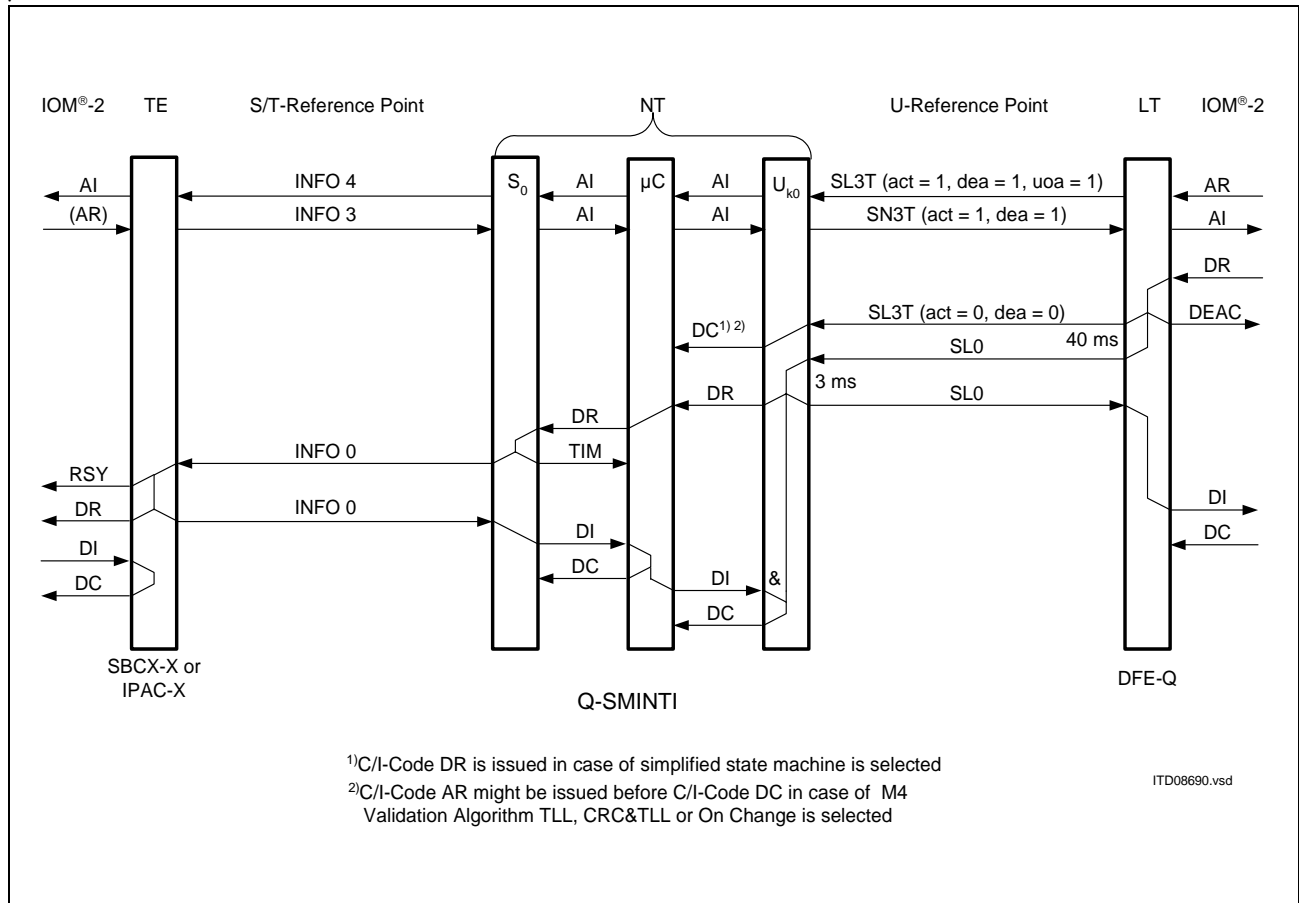 IOM®-2 TE S/T-Reference Point NT U-Reference Point LT IOM®-2
S0 µC Uk0
AI INFO 4 AI AI SL3T (act = 1, dea = 1, uoa = 1) AR
(AR) INFO 3 AI AI SN3T (act = 1, dea = 1) AI
DR
SL3T (act = 0, dea = 0) DEAC
DC1) 2) 40 ms
SL0
3 ms
DR SL0
DR
INFO 0 TIM
RSY
DR INFO 0 DI
DI DI DC
DC DC DI &
DC
SBCX-X or
IPAC-X
DFE-Q
Q-SMINTI
1)C/I-Code DR is issued in case of simplified state machine is selected
2)C/I-Code AR might be issued before C/I-Code DC in case of M4
Validation Algorithm TLL, CRC&TLL or On Change is selected
ITD08690.vsd